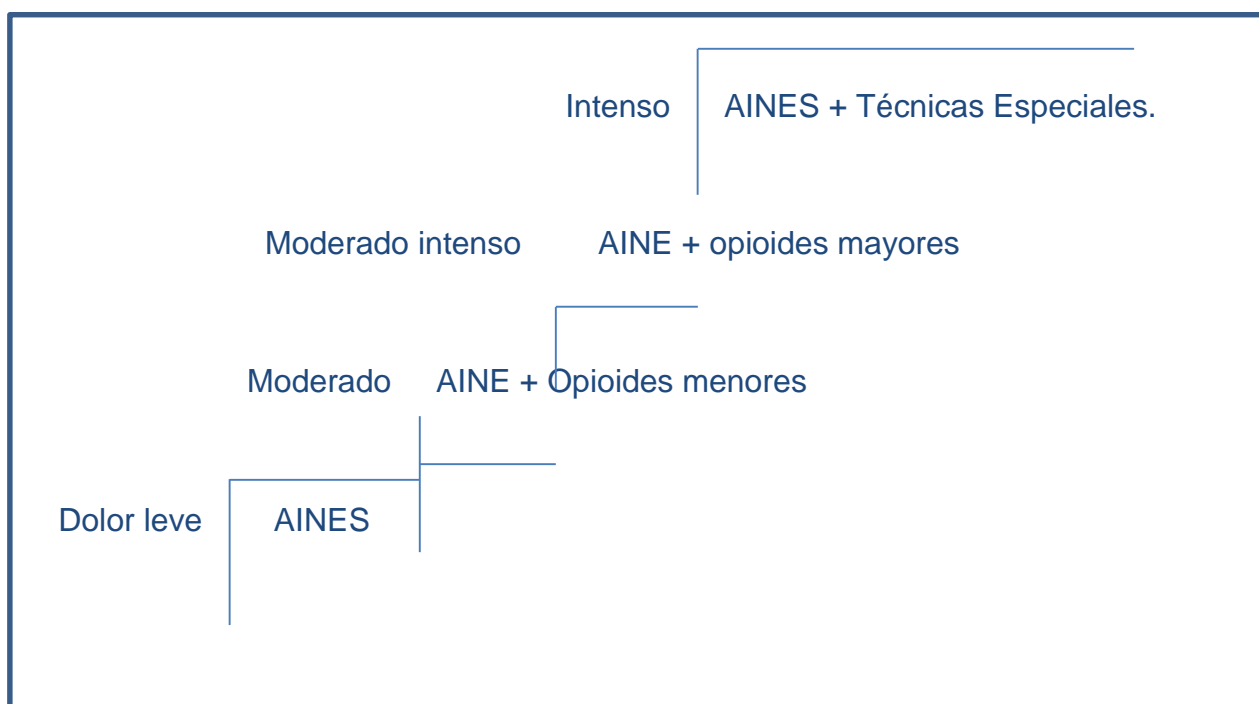 Intenso AINES + Técnicas Especiales.
Moderado intenso AINE + opioides mayores
Moderado AINE + Opioides menores
Dolor leve AINES